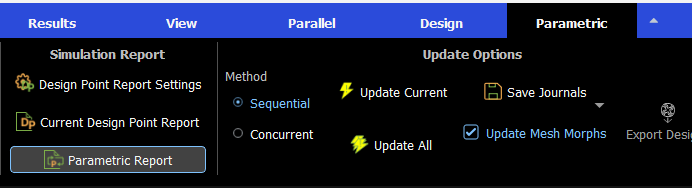 Results View Parallel Design Parametric
Simulation Report
Design Point Report Settings
Current Design Point Report
Parametric Report
Update Options
Method
Sequential
Concurrent
Update Current
Update All
Save Journals
Update Mesh Morphs
Export Desig